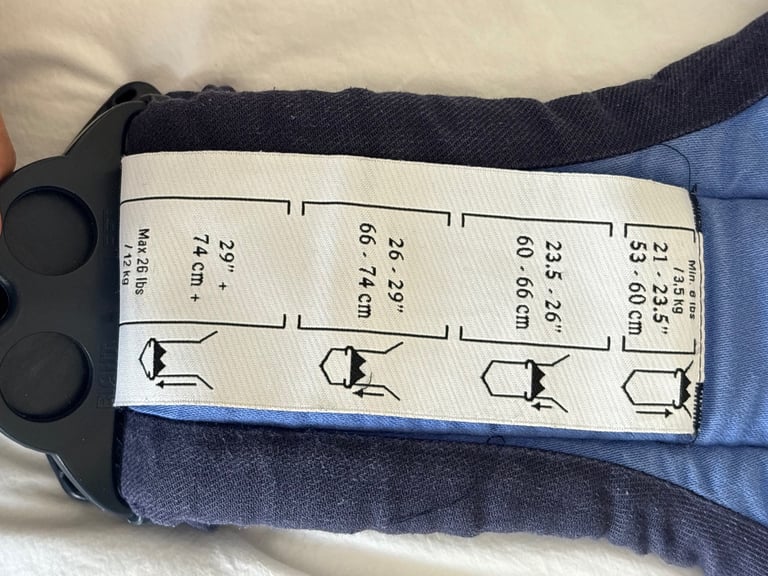 Min. 8 lbs
/ 3.5 kg
21 - 23.5"
53 - 60 cm
23.5 - 26"
60 - 66 cm
26 - 29"
66 - 74 cm
29" +
74 cm +
Max 26 lbs
/ 12 kg